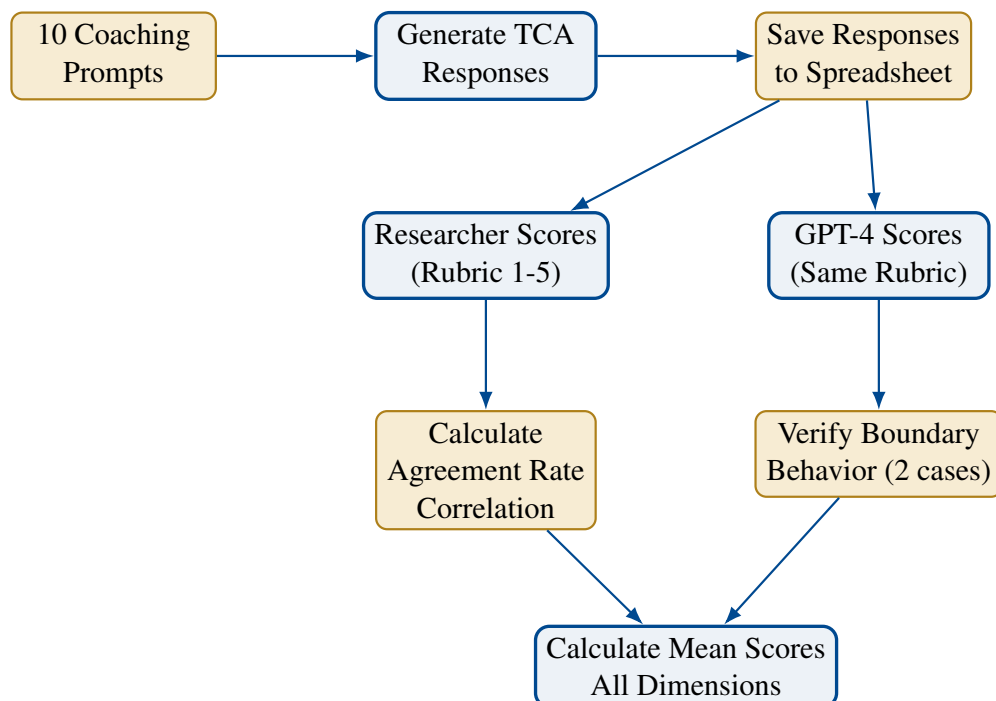 10 Coaching
Prompts
Generate TCA
Responses
Save Responses
to Spreadsheet
Researcher Scores
(Rubric 1-5)
GPT-4 Scores
(Same Rubric)
Calculate
Agreement Rate
Correlation
Verify Boundary
Behavior (2 cases)
Calculate Mean Scores
All Dimensions